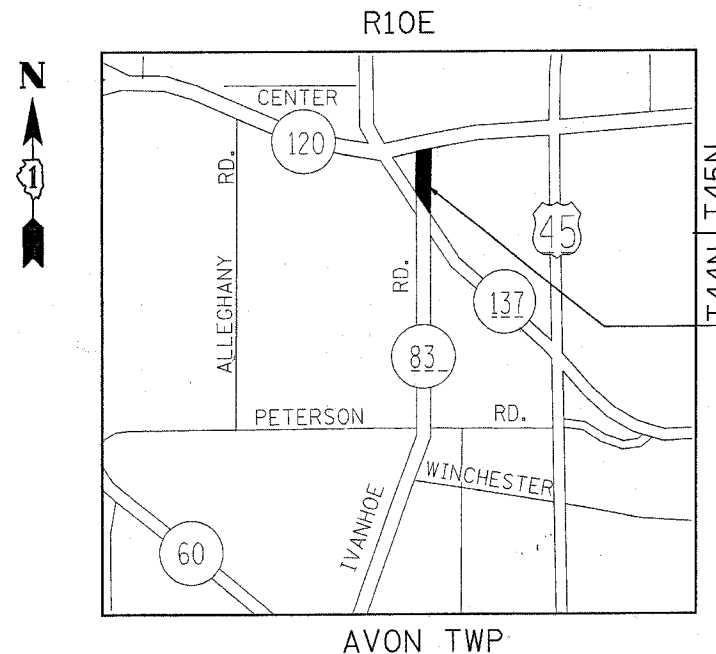 R10E
N
1
CENTER
120
RD.
ALLEGHANY
T45N
T44N
45
RD.
137
83
PETERSON RD.
WINCHESTER
IVANHOE
60
AVON TWP